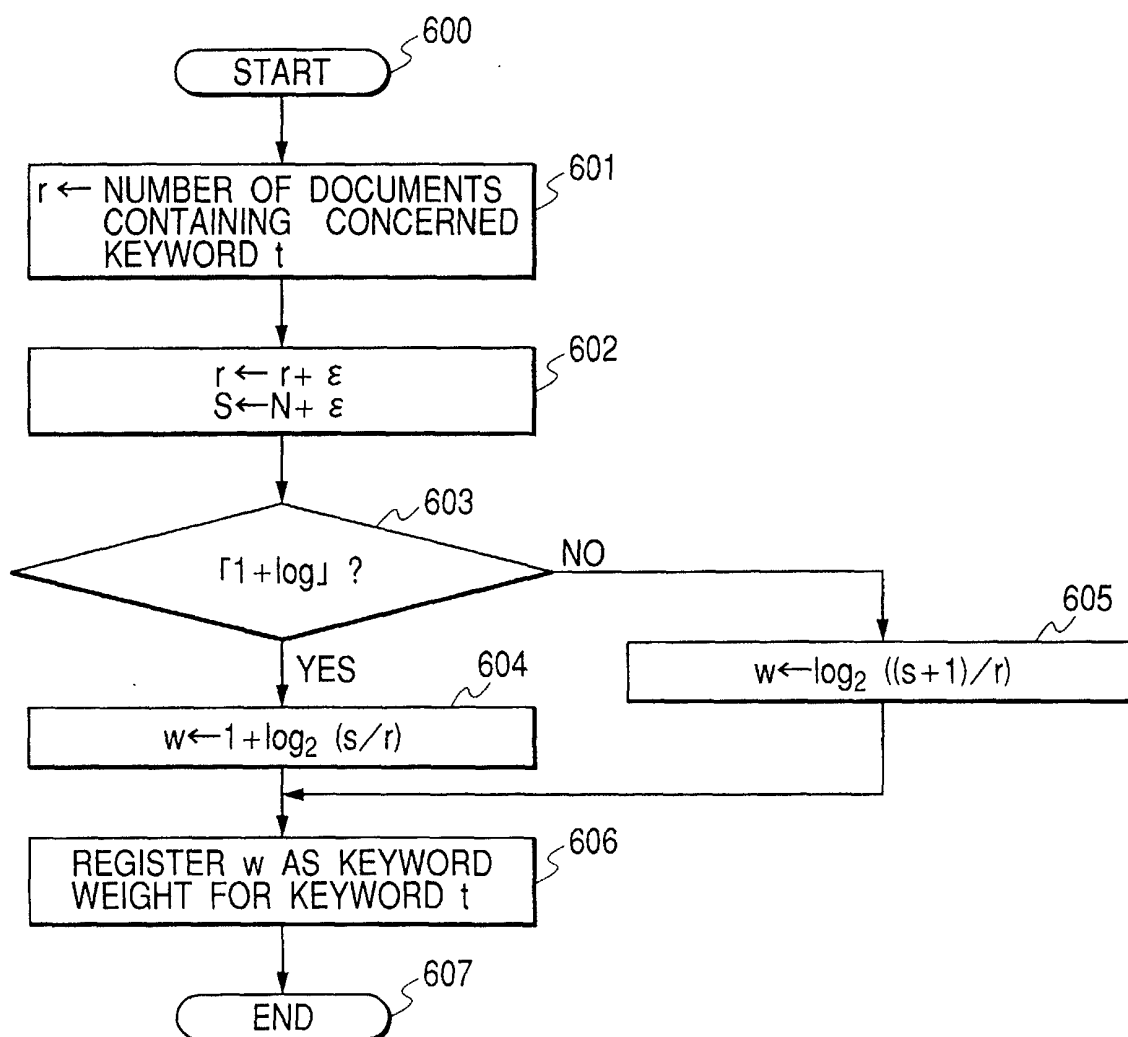 600
START
601
r ← NUMBER OF DOCUMENTS
CONTAINING CONCERNED
KEYWORD t
602
r ← r + ε
S ← N + ε
603
「1+log」 ?
NO
YES
604
w ← 1+log₂ (s/r)
605
w ← log₂ ((s+1)/r)
606
REGISTER w AS KEYWORD
WEIGHT FOR KEYWORD t
607
END